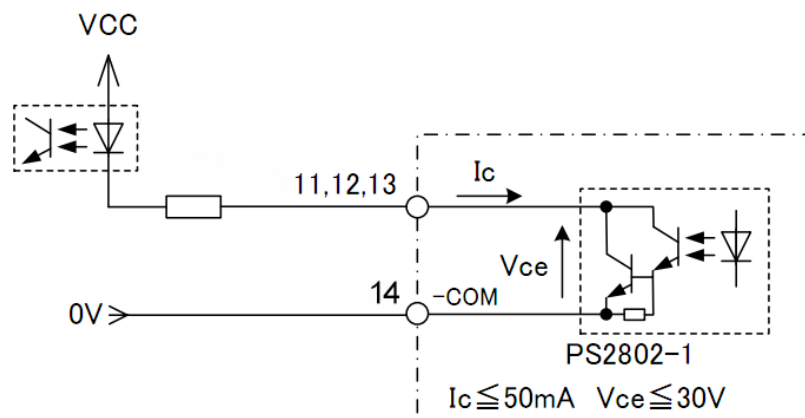 VCC
11,12,13
Ic
Vce
14
-COM
0V
PS2802-1
Ic≦50mA Vce≦30V